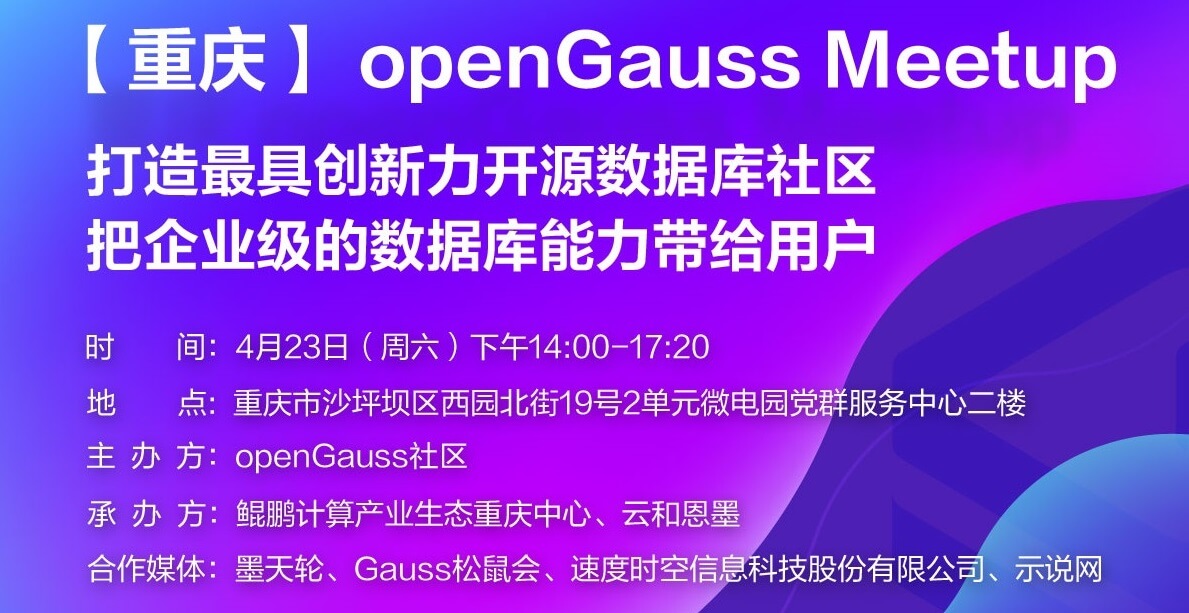 【重庆】openGauss Meetup
打造最具创新力开源数据库社区
把企业级的数据库能力带给用户
时 间：4月23日（周六）下午14:00-17:20
地 点：重庆市沙坪坝区西园北街19号2单元微电园党群服务中心二楼
主 办 方：openGauss社区
承 办 方：鲲鹏计算产业生态重庆中心、云和恩墨
合作媒体：墨天轮、Gauss松鼠会、速度时空信息科技股份有限公司、示说网